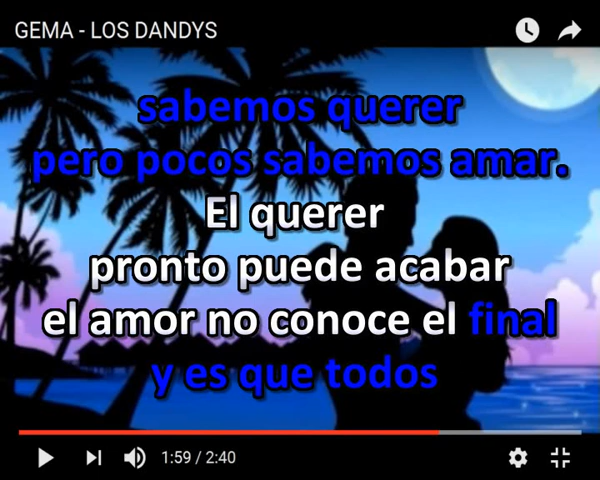 GEMA - LOS DANDYS
sabemos querer
pero pocos sabemos amar.
El querer
pronto puede acabar
el amor no conoce el final
y es que todos
1:59 / 2:40